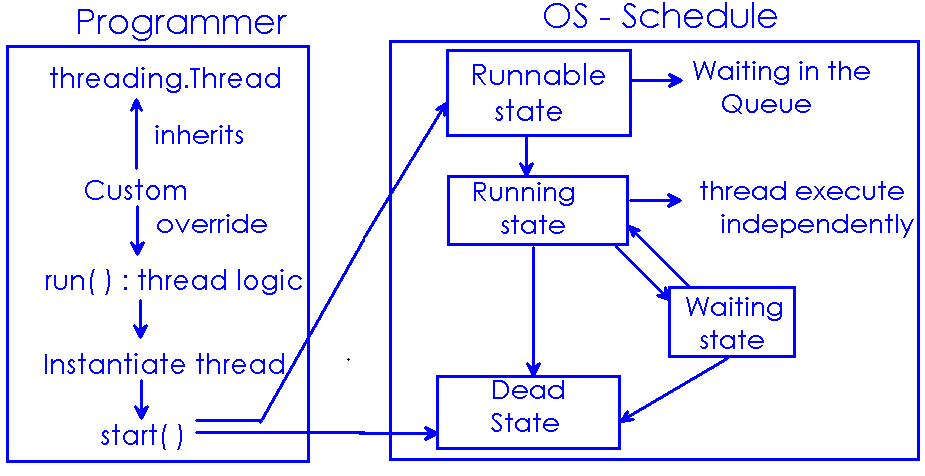 Programmer
threading.Thread
inherits
Custom
override
run() : thread logic
Instantiate thread
start()
OS - Schedule
Runnable
state
Waiting in the
Queue
Running
state
thread execute
independently
Waiting
state
Dead
State